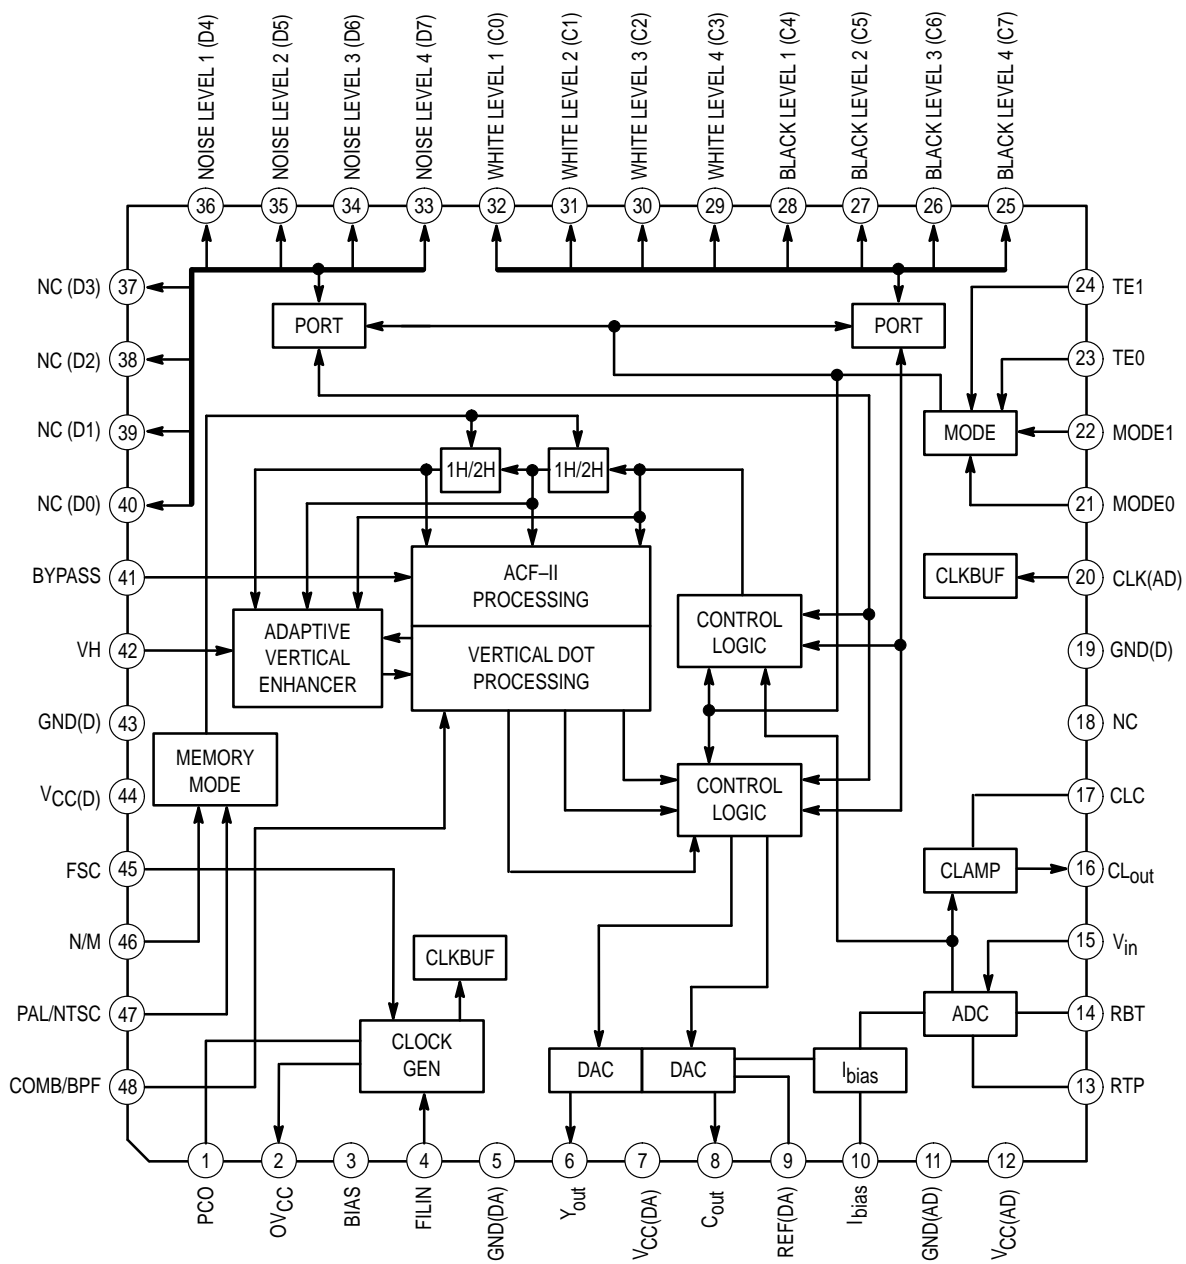 NOISE LEVEL 1 (D4)
NOISE LEVEL 2 (D5)
NOISE LEVEL 3 (D6)
NOISE LEVEL 4 (D7)
WHITE LEVEL 1 (C0)
WHITE LEVEL 2 (C1)
WHITE LEVEL 3 (C2)
WHITE LEVEL 4 (C3)
BLACK LEVEL 1 (C4)
BLACK LEVEL 2 (C5)
BLACK LEVEL 3 (C6)
BLACK LEVEL 4 (C7)
36
35
34
33
32
31
30
29
28
27
26
25
NC (D3)
37
24
TE1
PORT
PORT
NC (D2)
38
23
TE0
NC (D1)
39
MODE
22
MODE1
1H/2H
1H/2H
NC (D0)
40
21
MODE0
BYPASS
41
ACF–II
PROCESSING
CLKBUF
20
CLK(AD)
VH
42
ADAPTIVE
VERTICAL
ENHANCER
VERTICAL DOT
PROCESSING
CONTROL
LOGIC
19
GND(D)
GND(D)
43
18
NC
MEMORY
MODE
VCC(D)
44
CONTROL
LOGIC
17
CLC
FSC
45
CLAMP
16
CLout
N/M
46
CLKBUF
15
Vin
PAL/NTSC
47
CLOCK
GEN
ADC
14
RBT
COMB/BPF
48
DAC
DAC
Ibias
13
RTP
1
2
3
4
5
6
7
8
9
10
11
12
PCO
OVCC
BIAS
FILIN
GND(DA)
Yout
VCC(DA)
Cout
REF(DA)
Ibias
GND(AD)
VCC(AD)